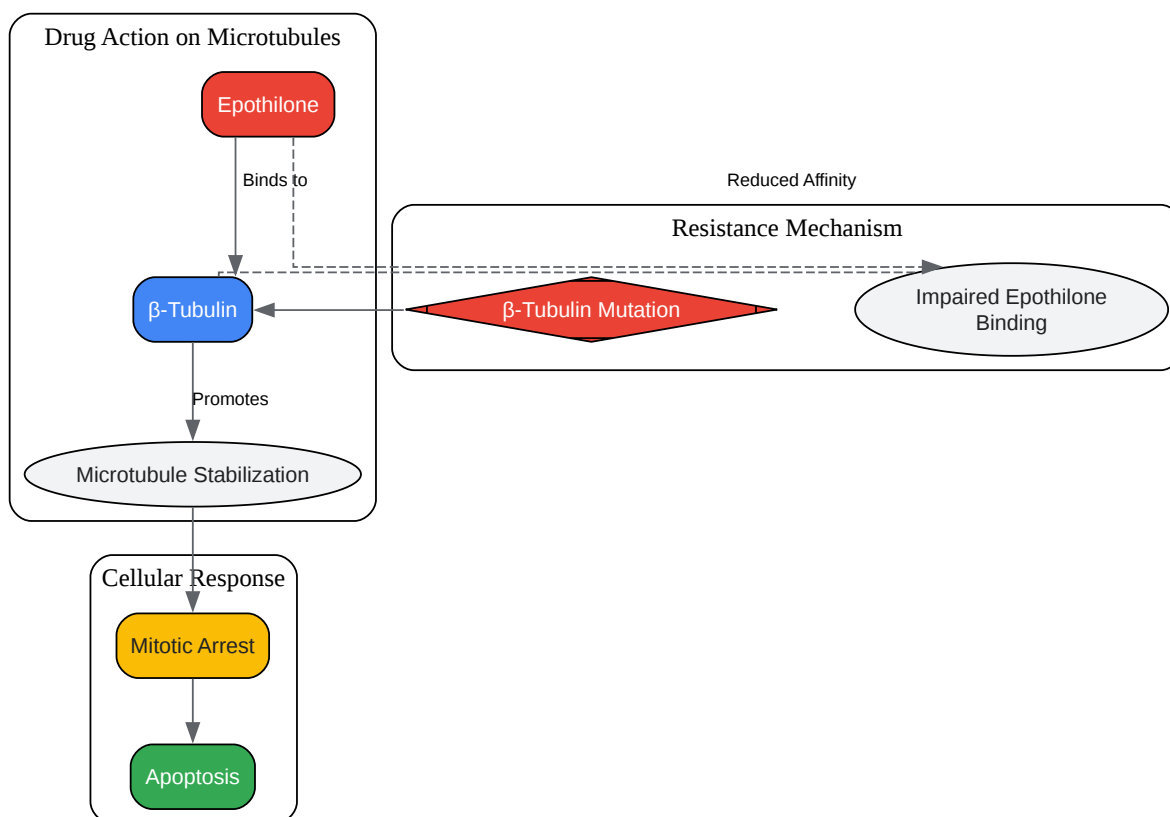 Drug Action on Microtubules
Epothilone
Binds to
Reduced Affinity
Resistance Mechanism
β-Tubulin
β-Tubulin Mutation
Impaired Epothilone
Binding
Promotes
Microtubule Stabilization
Cellular Response
Mitotic Arrest
Apoptosis